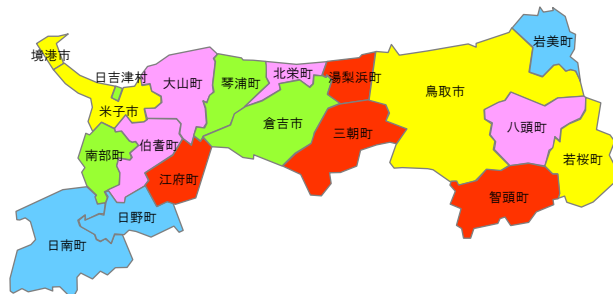 岩美町
境港市
日吉津村
大山町
琴浦町
北栄町
湯梨浜町
鳥取市
米子市
倉吉市
三朝町
八頭町
南部町
伯耆町
若桜町
江府町
智頭町
日野町
日南町